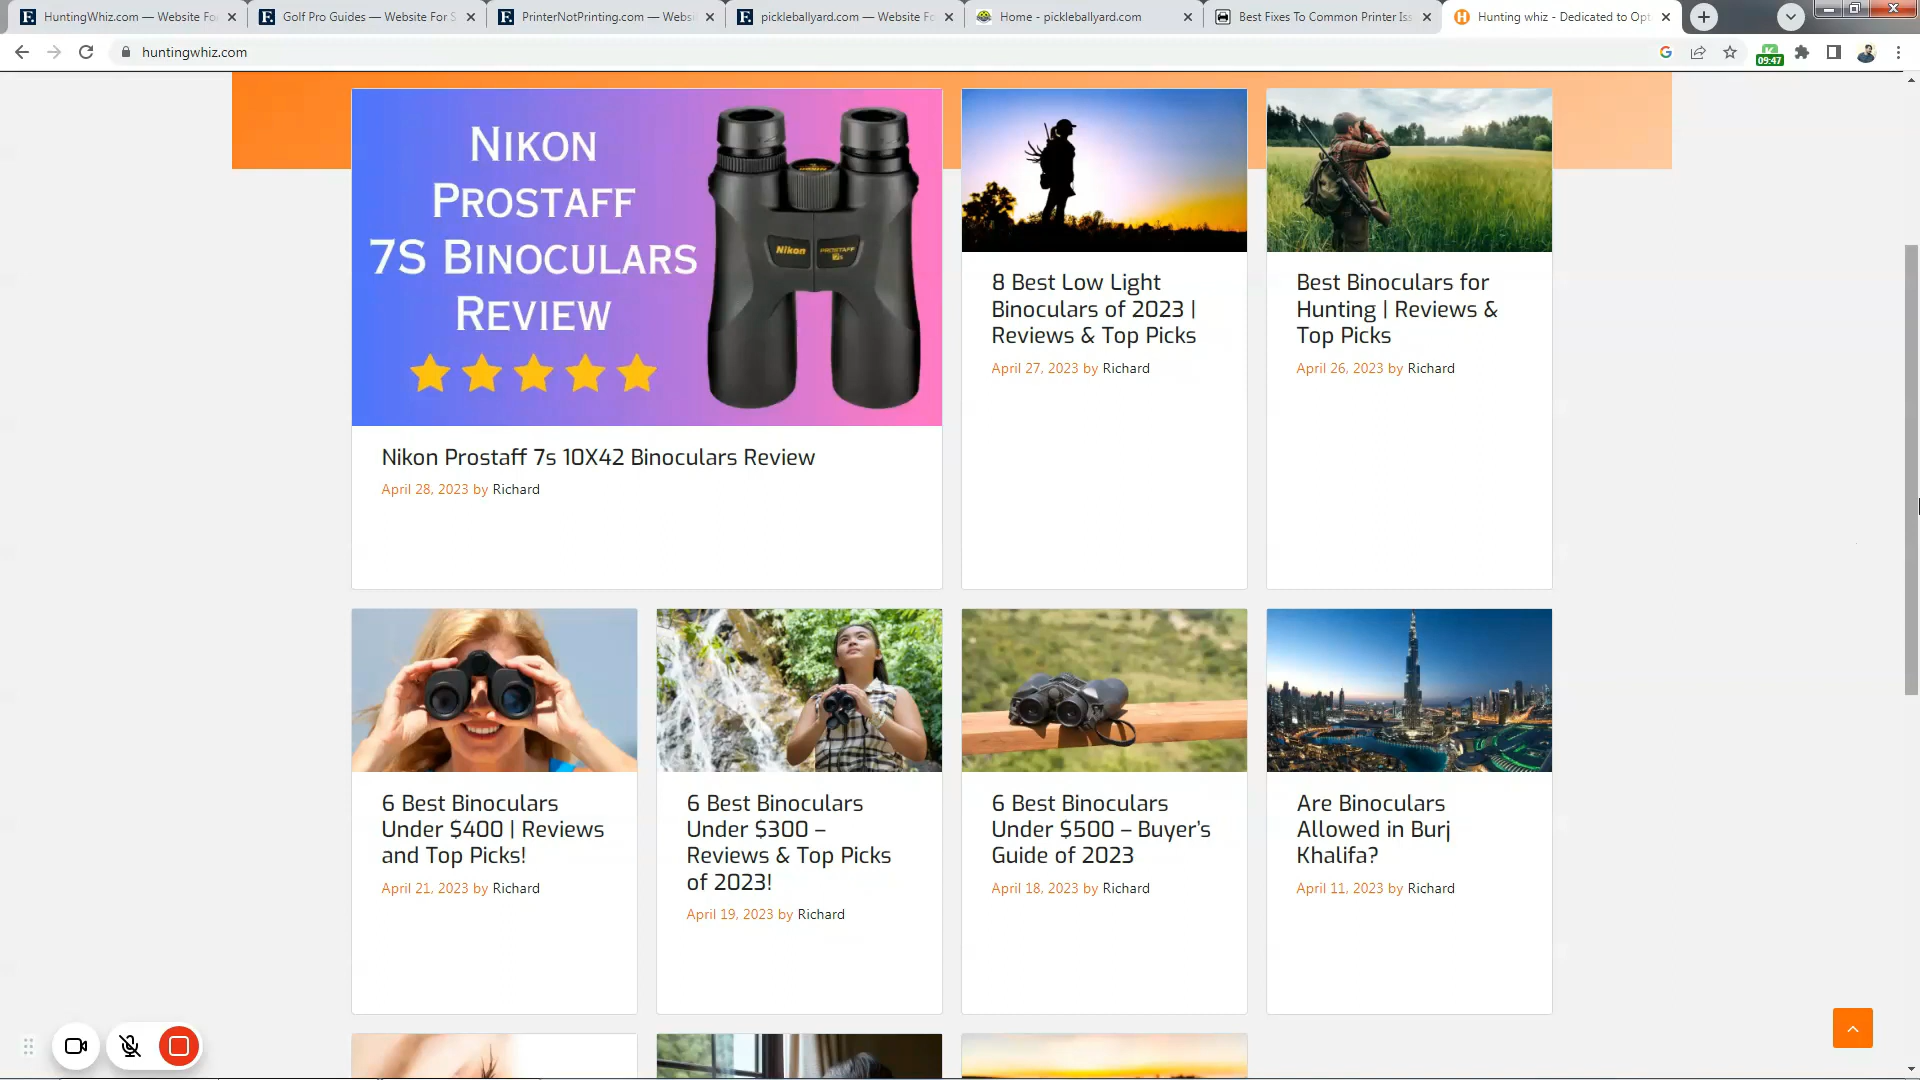 HuntingWhiz.com — Website Fo
Golf Pro Guides — Website For S
PrinterNotPrinting.com — Websi
pickleballyard.com — Website Fo
Home - pickleballyard.com
Best Fixes To Common Printer Iss
Hunting whiz - Dedicated to Opt
huntingwhiz.com
09:47
NIKON
PROSTAFF
7S BINOCULARS
REVIEW
Nikon
PROSTAFF
7s
8 Best Low Light
Binoculars of 2023 |
Reviews & Top Picks
April 27, 2023 by Richard
Best Binoculars for
Hunting | Reviews &
Top Picks
April 26, 2023 by Richard
Nikon Prostaff 7s 10X42 Binoculars Review
April 28, 2023 by Richard
6 Best Binoculars
Under $400 | Reviews
and Top Picks!
April 21, 2023 by Richard
6 Best Binoculars
Under $300 –
Reviews & Top Picks
of 2023!
April 19, 2023 by Richard
6 Best Binoculars
Under $500 – Buyer's
Guide of 2023
April 18, 2023 by Richard
Are Binoculars
Allowed in Burj
Khalifa?
April 11, 2023 by Richard